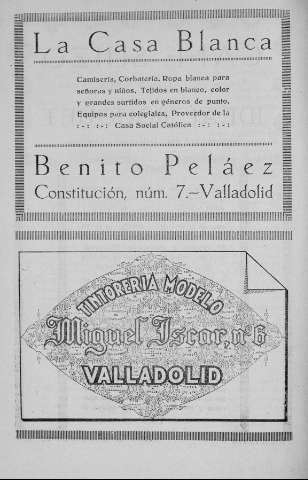 La Casa Blanca
Camisería, Corbatería, Ropa blanca para
señoras y niños, Tejidos en blanco, color
y grandes surtidos en géneros de punto,
Equipos para colegiales, Proveedor de la
:-: :-: Casa Social Católica :-: :-:
Benito Peláez
Constitución, núm. 7.-Valladolid
TINTORERIA MODELO
Miguel Iscar, nº 6
VALLADOLID